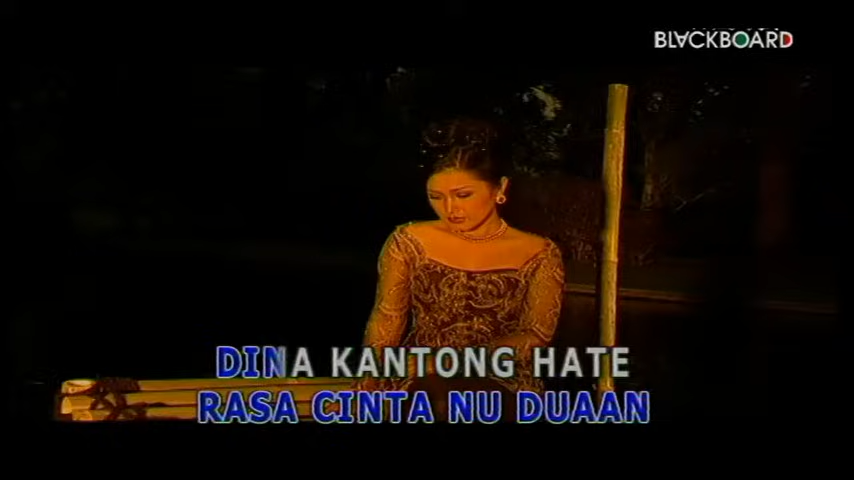 BLACKBOARD
DINA KANTONG HATE
RASA CINTA NU DUAAN